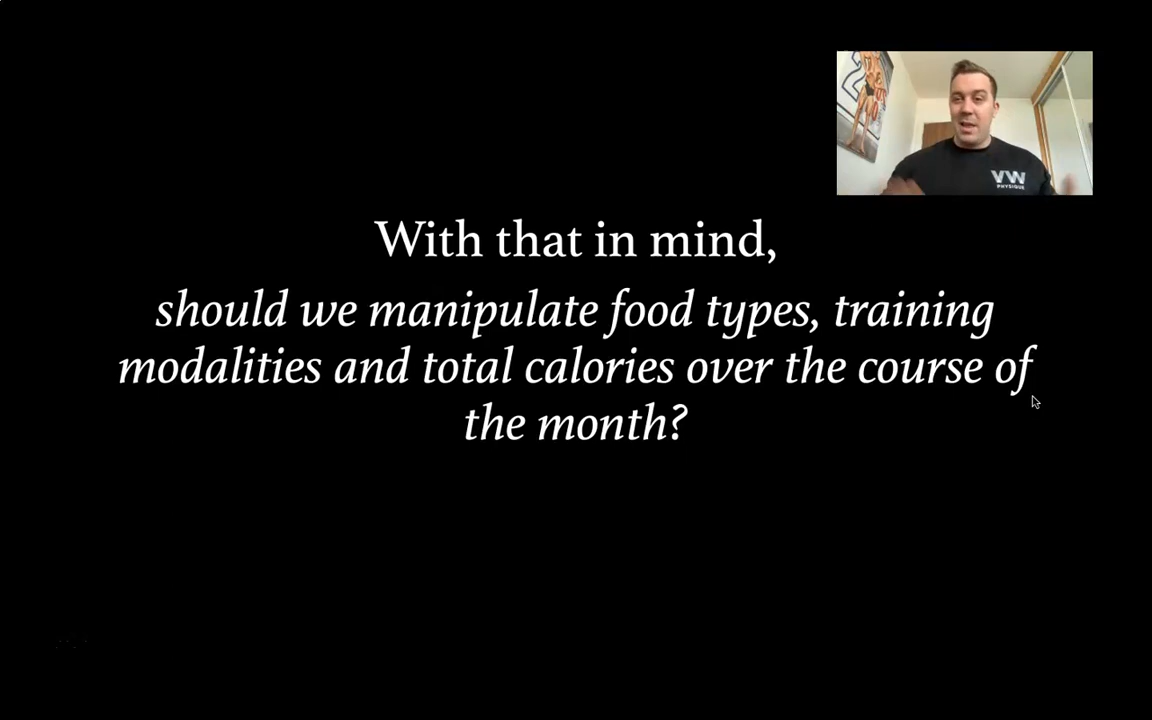 VW
PHYSIQUE
With that in mind,
should we manipulate food types, training
modalities and total calories over the course of
the month?